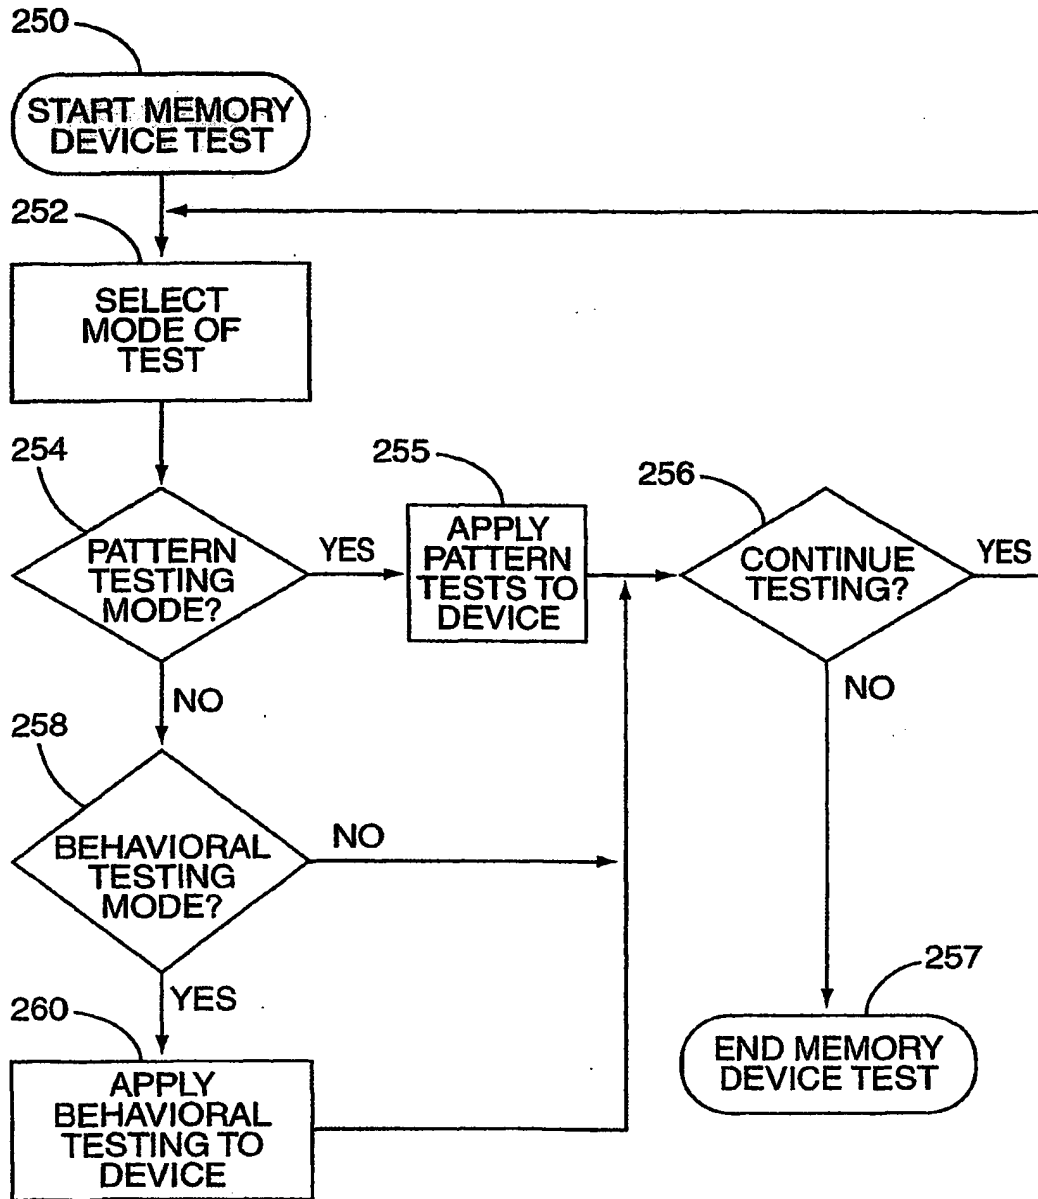 250
START MEMORY
DEVICE TEST
252
SELECT
MODE OF
TEST
254
PATTERN
TESTING
MODE?
YES
255
APPLY
PATTERN
TESTS TO
DEVICE
256
CONTINUE
TESTING?
YES
NO
NO
258
BEHAVIORAL
TESTING
MODE?
NO
YES
257
END MEMORY
DEVICE TEST
260
APPLY
BEHAVIORAL
TESTING TO
DEVICE